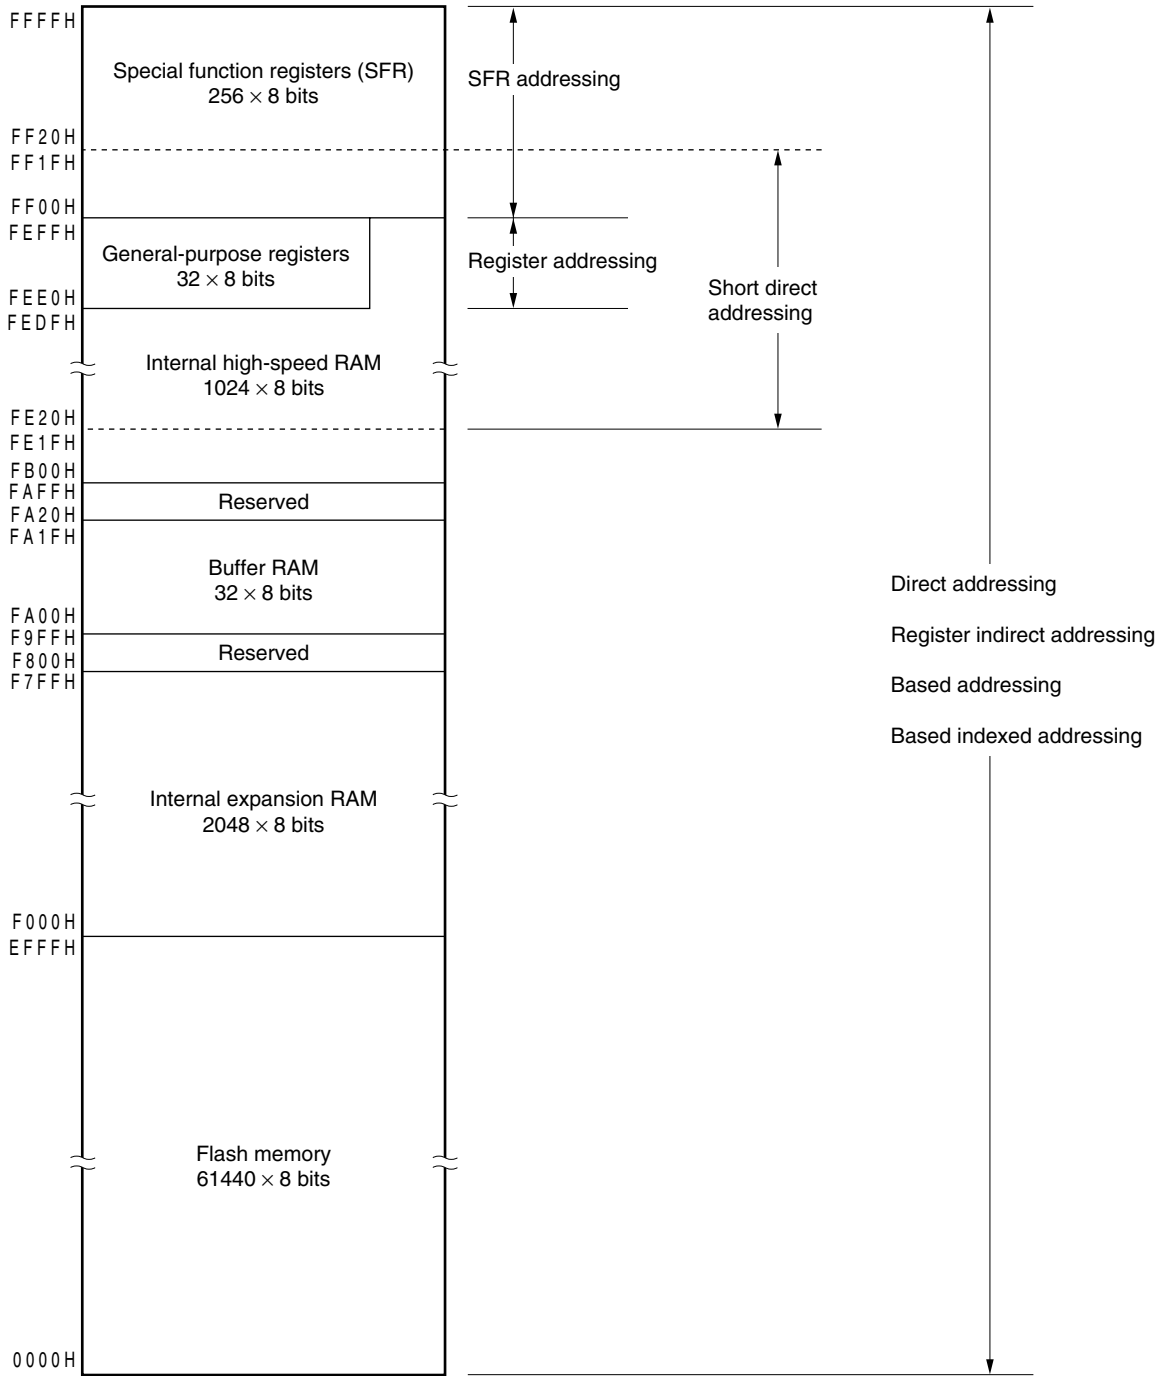 FFFFH
Special function registers (SFR)
256 × 8 bits
SFR addressing
FF20H
FF1FH
FF00H
FEFFH
General-purpose registers
32 × 8 bits
Register addressing
Short direct
addressing
FEE0H
FEDFH
Internal high-speed RAM
1024 × 8 bits
FE20H
FE1FH
FB00H
FAFFH
Reserved
FA20H
FA1FH
Buffer RAM
32 × 8 bits
Direct addressing
FA00H
F9FFH
Register indirect addressing
Reserved
F800H
F7FFH
Based addressing
Based indexed addressing
Internal expansion RAM
2048 × 8 bits
F000H
EFFFH
Flash memory
61440 × 8 bits
0000H